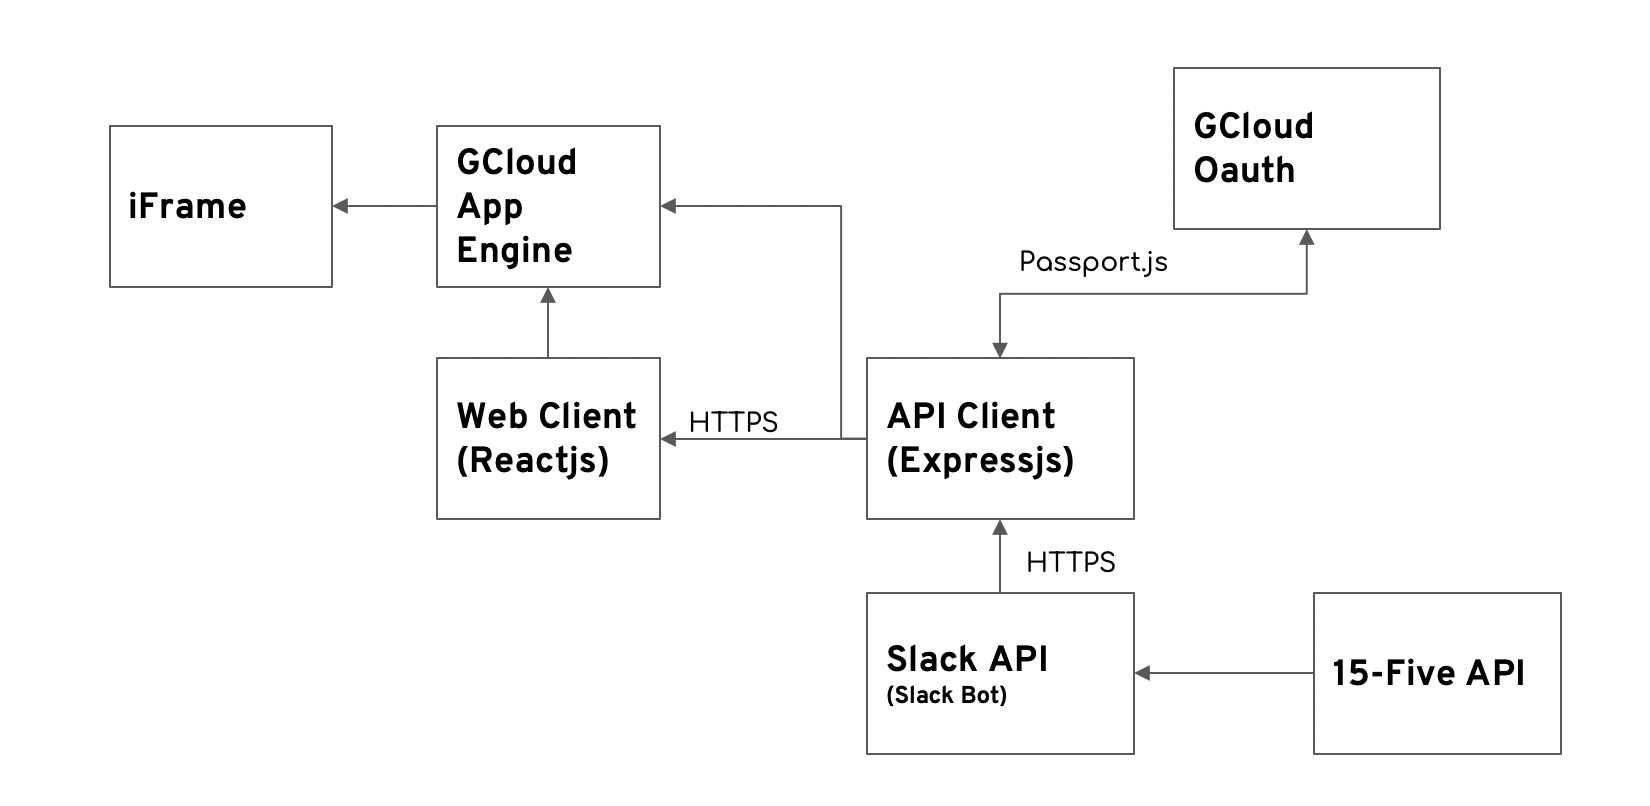 GCloud
Oauth
iFrame
GCloud
App
Engine
Passport.js
Web Client
(Reactjs)
HTTPS
API Client
(Expressjs)
HTTPS
Slack API
(Slack Bot)
15-Five API